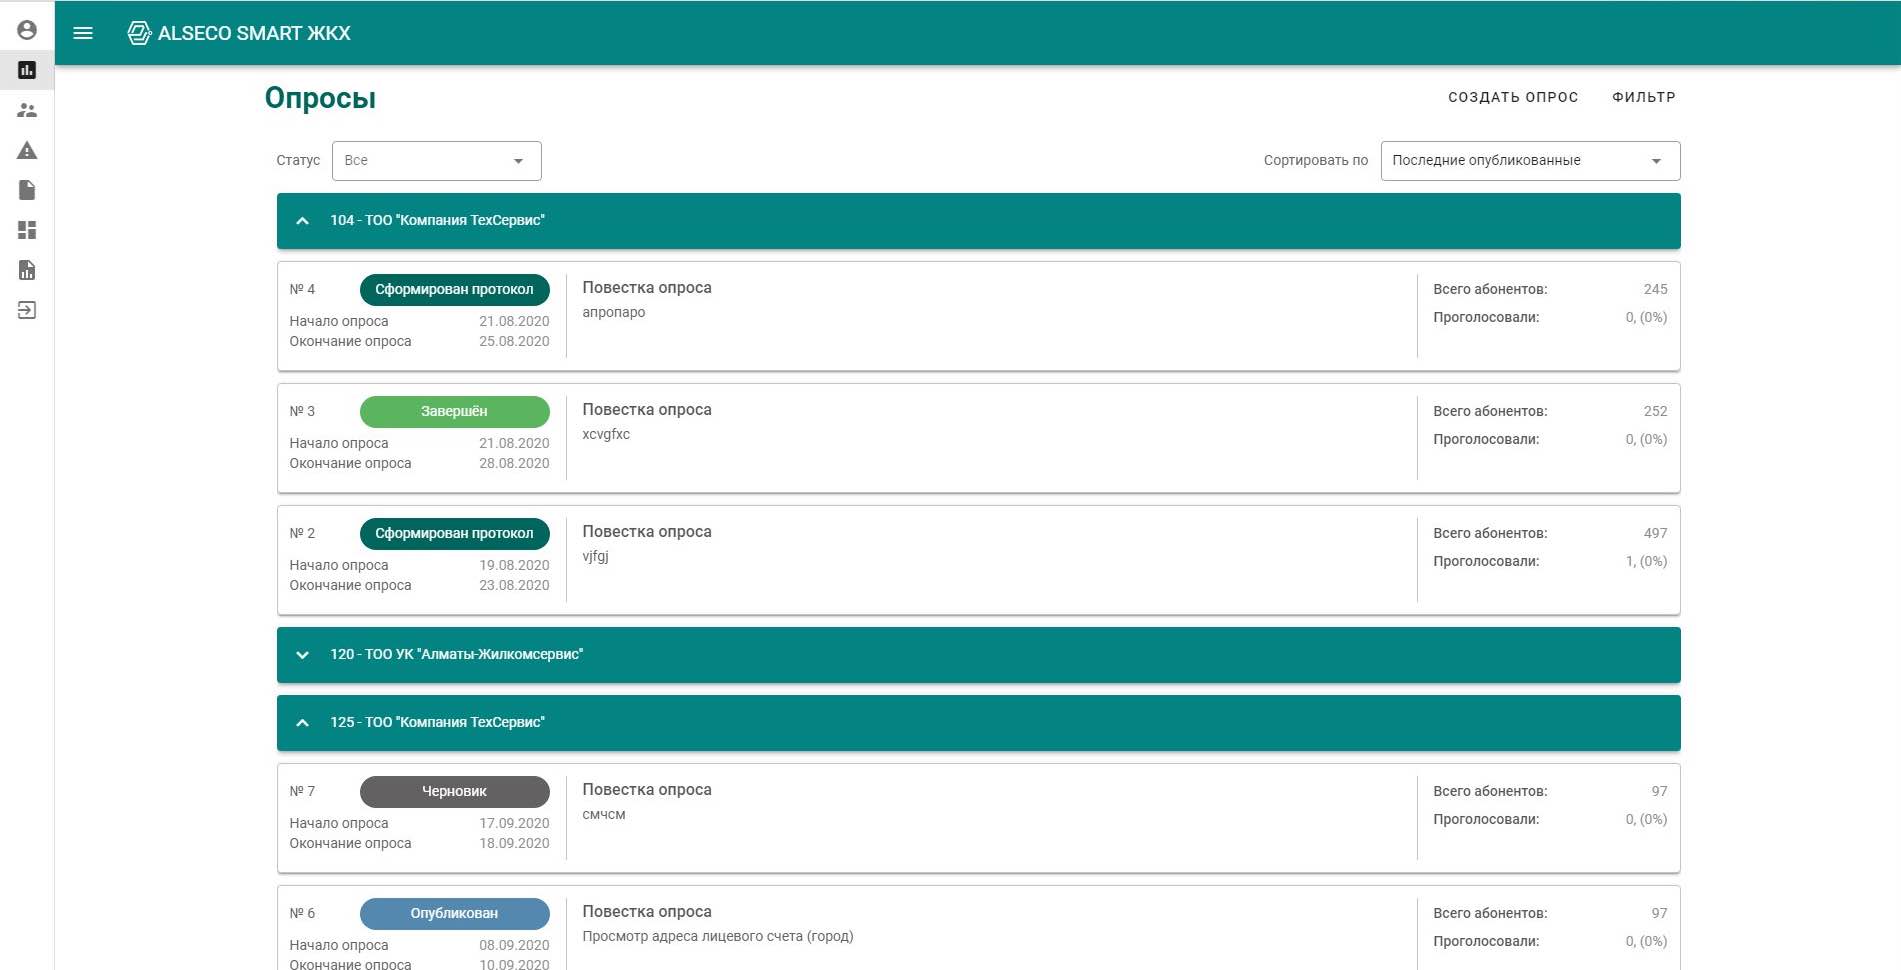 ALSECO SMART ЖКХ
Опросы
СОЗДАТЬ ОПРОС ФИЛЬТР
Статус Все Сортировать по Последние опубликованные
104 - ТОО "Компания ТехСервис"
№ 4 Сформирован протокол
Начало опроса 21.08.2020
Окончание опроса 25.08.2020
Повестка опроса
апропаро
Всего абонентов: 245
Проголосовали: 0, (0%)
№ 3 Завершён
Начало опроса 21.08.2020
Окончание опроса 28.08.2020
Повестка опроса
xcvgfxc
Всего абонентов: 252
Проголосовали: 0, (0%)
№ 2 Сформирован протокол
Начало опроса 19.08.2020
Окончание опроса 23.08.2020
Повестка опроса
vjfgj
Всего абонентов: 497
Проголосовали: 1, (0%)
120 - ТОО УК "Алматы-Жилкомсервис"
125 - ТОО "Компания ТехСервис"
№ 7 Черновик
Начало опроса 17.09.2020
Окончание опроса 18.09.2020
Повестка опроса
смчсм
Всего абонентов: 97
Проголосовали: 0, (0%)
№ 6 Опубликован
Начало опроса 08.09.2020
Окончание опроса 10.09.2020
Повестка опроса
Просмотр адреса лицевого счета (город)
Всего абонентов: 97
Проголосовали: 0, (0%)